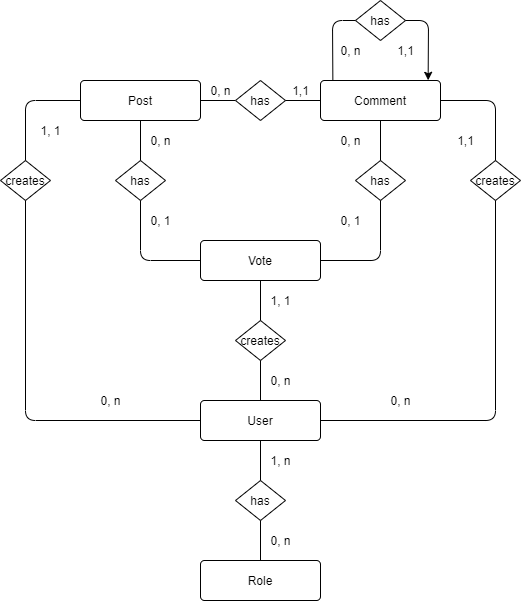 has
0, n
1,1
Post
0, n
has
1,1
Comment
1, 1
0, n
0, n
1,1
creates
has
has
creates
0, 1
0, 1
Vote
1, 1
creates
0, n
0, n
0, n
User
1, n
has
0, n
Role